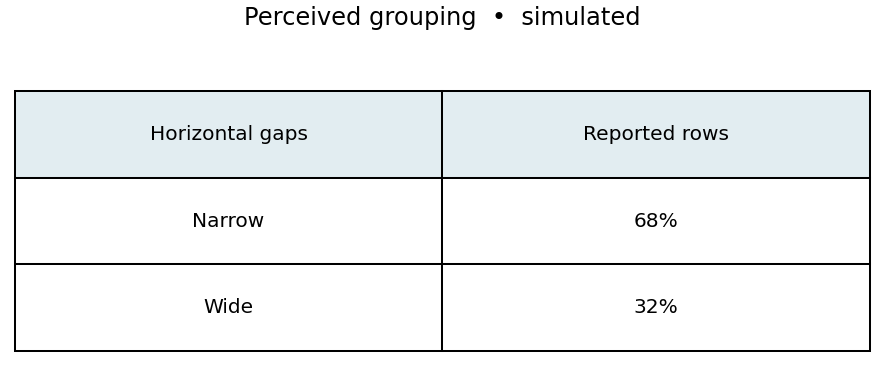 Perceived grouping • simulated
Horizontal gaps Reported rows
Narrow 68%
Wide 32%